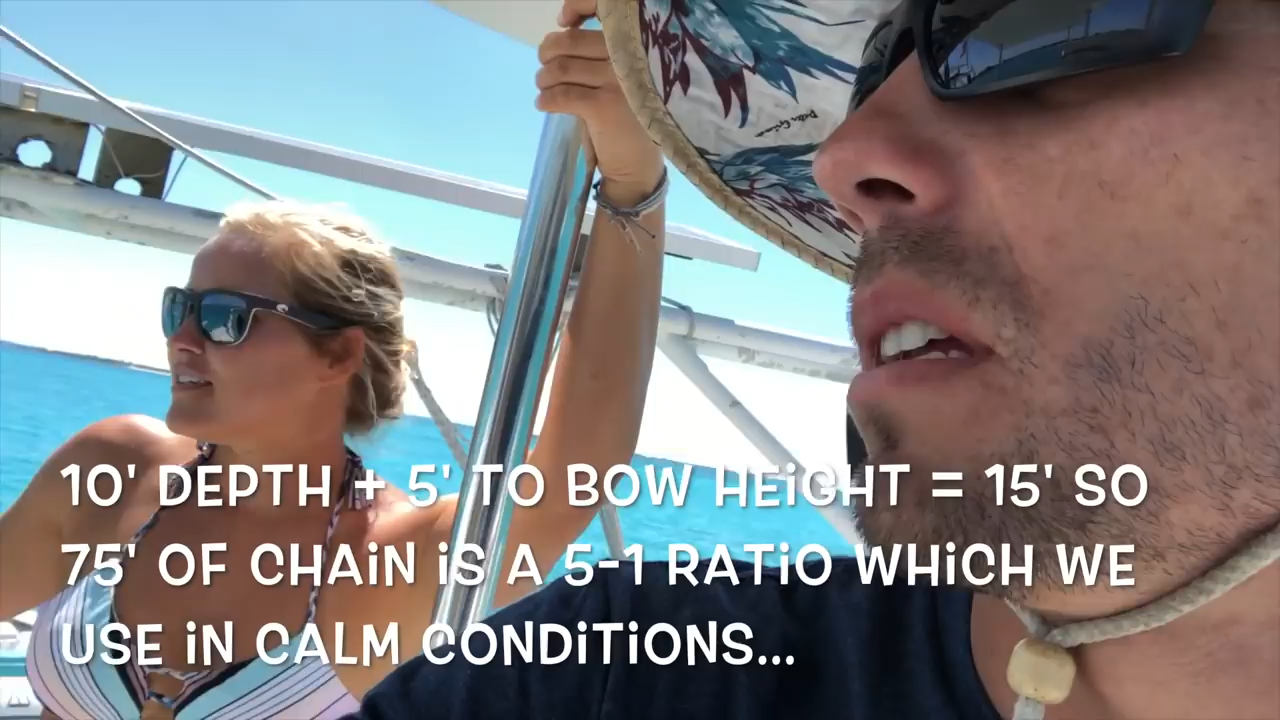 10' DEPTH + 5' TO BOW HEiGHT = 15' SO
75' OF CHAiN iS A 5-1 RATiO WHiCH WE
USE iN CALM CONDiTiONS...